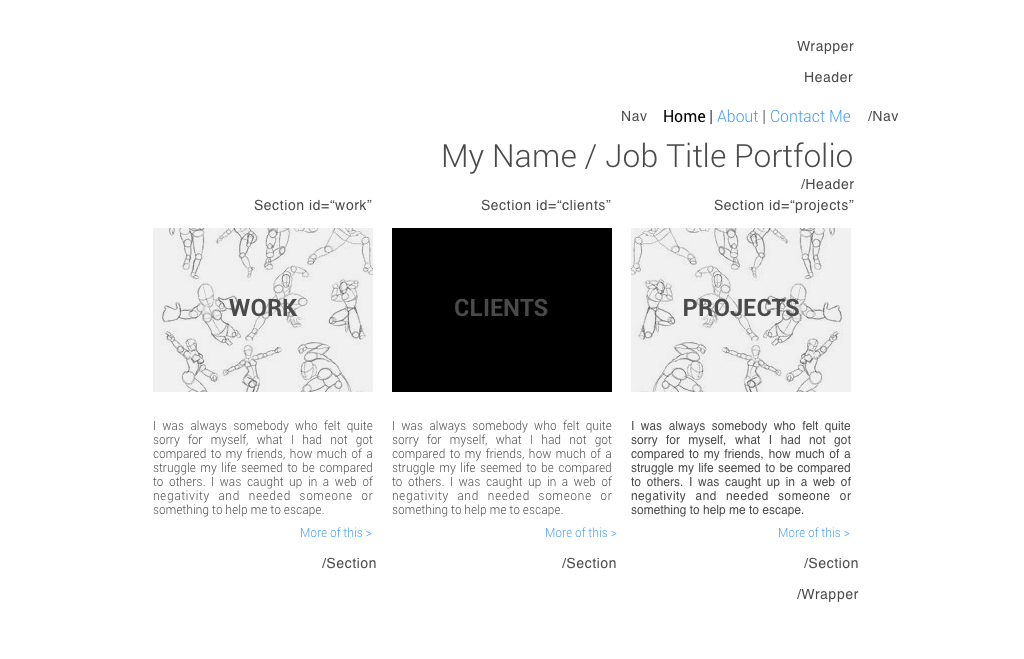 Wrapper
Header
Nav Home | About | Contact Me /Nav
My Name / Job Title Portfolio
/Header
Section id=“work”
Section id=“clients”
Section id=“projects”
WORK
CLIENTS
PROJECTS
I was always somebody who felt quite
sorry for myself, what I had not got
compared to my friends, how much of a
struggle my life seemed to be compared
to others. I was caught up in a web of
negativity and needed someone or
something to help me to escape.
More of this >
/Section
I was always somebody who felt quite
sorry for myself, what I had not got
compared to my friends, how much of a
struggle my life seemed to be compared
to others. I was caught up in a web of
negativity and needed someone or
something to help me to escape.
More of this >
/Section
I was always somebody who felt quite
sorry for myself, what I had not got
compared to my friends, how much of a
struggle my life seemed to be compared
to others. I was caught up in a web of
negativity and needed someone or
something to help me to escape.
More of this >
/Section
/Wrapper